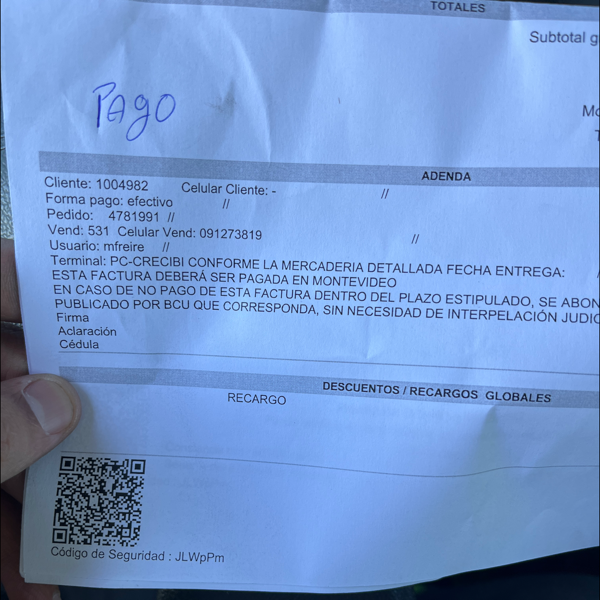 TOTALES
Subtotal g
PAgo
Mo
T
ADENDA
Cliente: 1004982 Celular Cliente: - //
Forma pago: efectivo //
Pedido: 4781991 //
Vend: 531 Celular Vend: 091273819 //
Usuario: mfreire //
Terminal: PC-CRECIBI CONFORME LA MERCADERIA DETALLADA FECHA ENTREGA: /
ESTA FACTURA DEBERÁ SER PAGADA EN MONTEVIDEO
EN CASO DE NO PAGO DE ESTA FACTURA DENTRO DEL PLAZO ESTIPULADO, SE ABON
PUBLICADO POR BCU QUE CORRESPONDA, SIN NECESIDAD DE INTERPELACIÓN JUDIC
Firma
Aclaración
Cédula
DESCUENTOS / RECARGOS GLOBALES
RECARGO
Código de Seguridad : JLWpPm